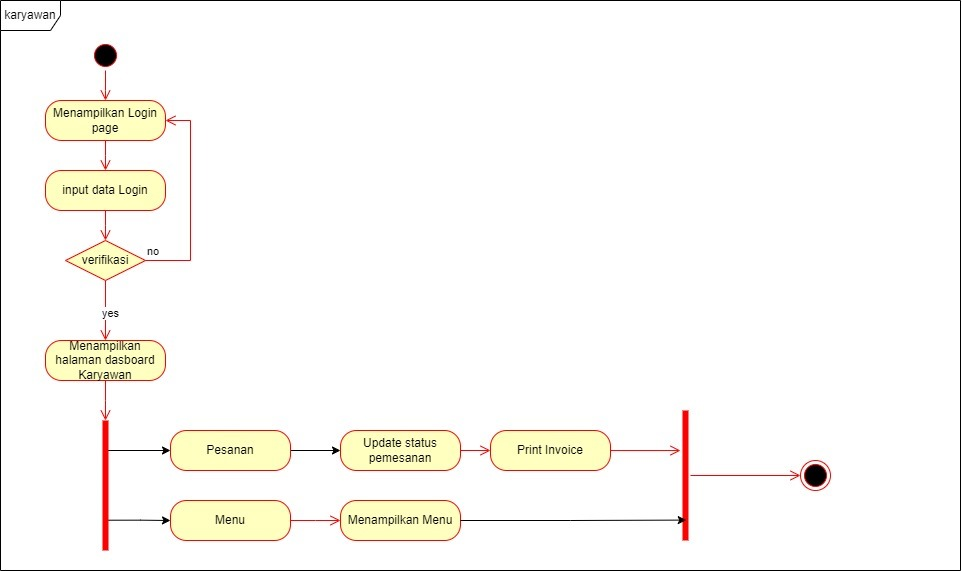 karyawan
Menampilkan Login
page
input data Login
verifikasi
no
yes
Menampilkan
halaman dasboard
Karyawan
Pesanan
Update status
pemesanan
Print Invoice
Menu
Menampilkan Menu